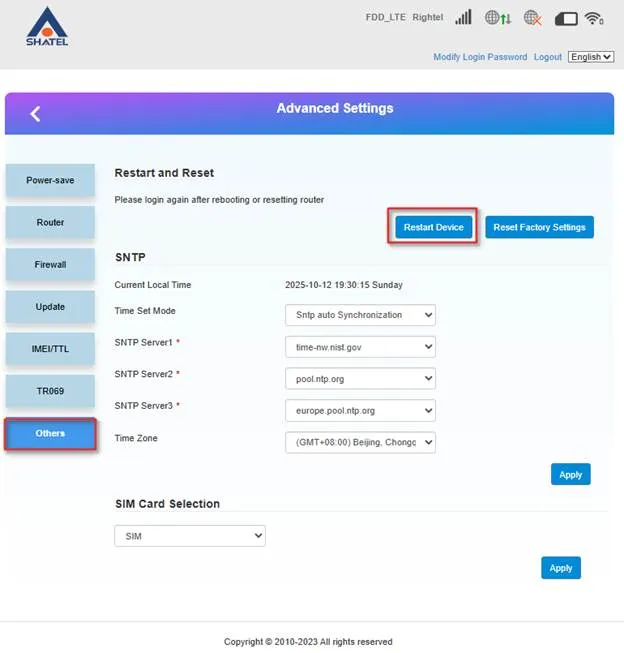 FDD_LTE Rightel
SHATEL
Modify Login Password Logout English
Advanced Settings
Power-save
Router
Firewall
Update
IMEI/TTL
TR069
Others
Restart and Reset
Please login again after rebooting or resetting router
Restart Device Reset Factory Settings
SNTP
Current Local Time 2025-10-12 19:30:15 Sunday
Time Set Mode Sntp auto Synchronization
SNTP Server1 * time-nw.nist.gov
SNTP Server2 * pool.ntp.org
SNTP Server3 * europe.pool.ntp.org
Time Zone (GMT+08:00) Beijing, Chongc
Apply
SIM Card Selection
SIM
Apply
Copyright © 2010-2023 All rights reserved